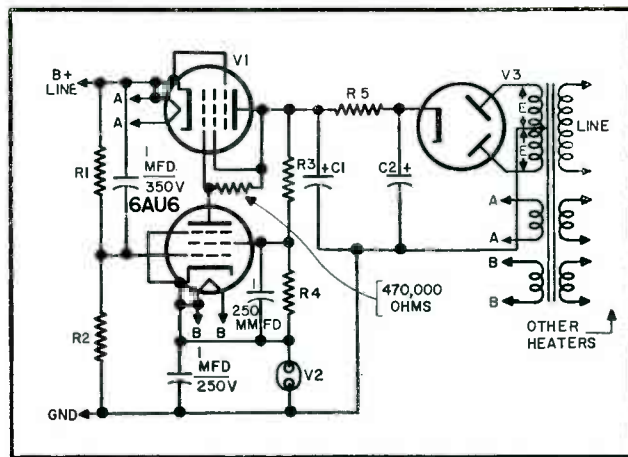 B+
LINE
A
A
V1
R5
V3
E
E
LINE
R1
1
MFD
350V
6AU6
R3
+C1
C2+
A
A
R2
R4
470,000
OHMS
B
B
1
250
MMFD
B
B
1
MFD
250V
V2
OTHER
HEATERS
GND